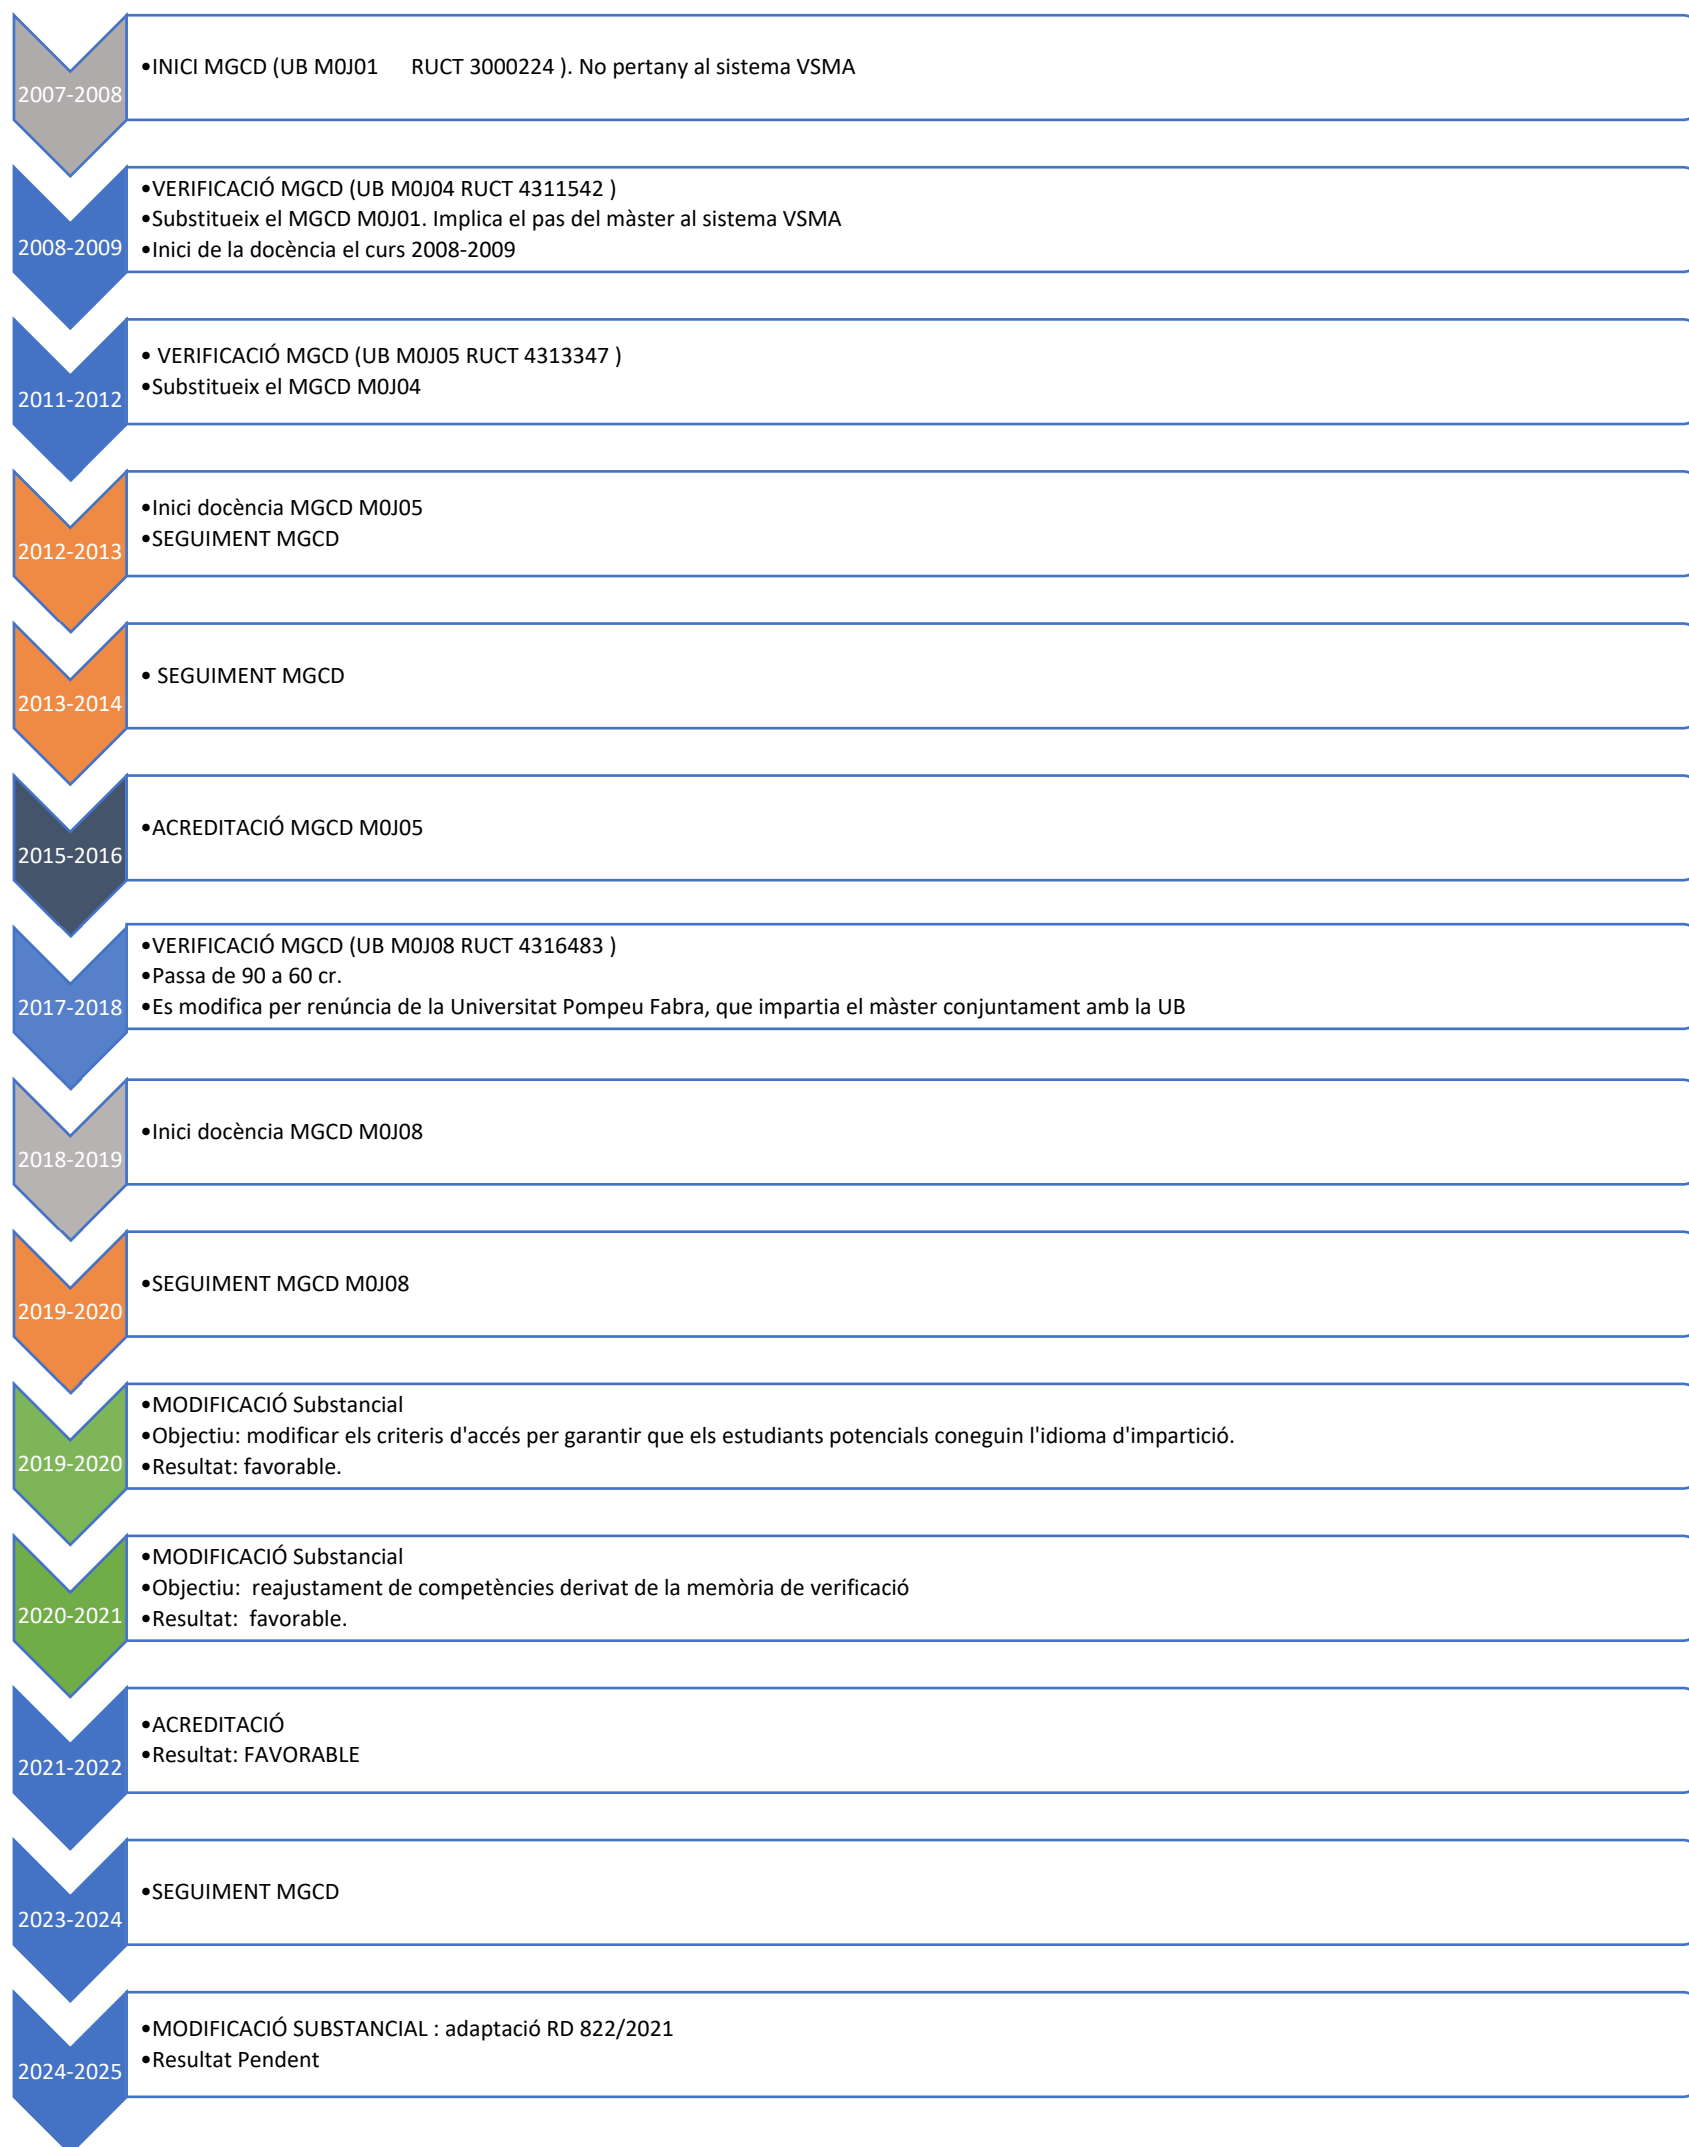 2007-2008
•INICI MGCD (UB M0J01 RUCT 3000224 ). No pertany al sistema VSMA
2008-2009
•VERIFICACIÓ MGCD (UB M0J04 RUCT 4311542 )
•Substitueix el MGCD M0J01. Implica el pas del màster al sistema VSMA
•Inici de la docència el curs 2008-2009
2011-2012
• VERIFICACIÓ MGCD (UB M0J05 RUCT 4313347 )
•Substitueix el MGCD M0J04
2012-2013
•Inici docència MGCD M0J05
•SEGUIMENT MGCD
2013-2014
• SEGUIMENT MGCD
2015-2016
•ACREDITACIÓ MGCD M0J05
2017-2018
•VERIFICACIÓ MGCD (UB M0J08 RUCT 4316483 )
•Passa de 90 a 60 cr.
•Es modifica per renúncia de la Universitat Pompeu Fabra, que impartia el màster conjuntament amb la UB
2018-2019
•Inici docència MGCD M0J08
2019-2020
•SEGUIMENT MGCD M0J08
2019-2020
•MODIFICACIÓ Substancial
•Objectiu: modificar els criteris d'accés per garantir que els estudiants potencials coneguin l'idioma d'impartició.
•Resultat: favorable.
2020-2021
•MODIFICACIÓ Substancial
•Objectiu: reajustament de competències derivat de la memòria de verificació
•Resultat: favorable.
2021-2022
•ACREDITACIÓ
•Resultat: FAVORABLE
2023-2024
•SEGUIMENT MGCD
2024-2025
•MODIFICACIÓ SUBSTANCIAL : adaptació RD 822/2021
•Resultat Pendent